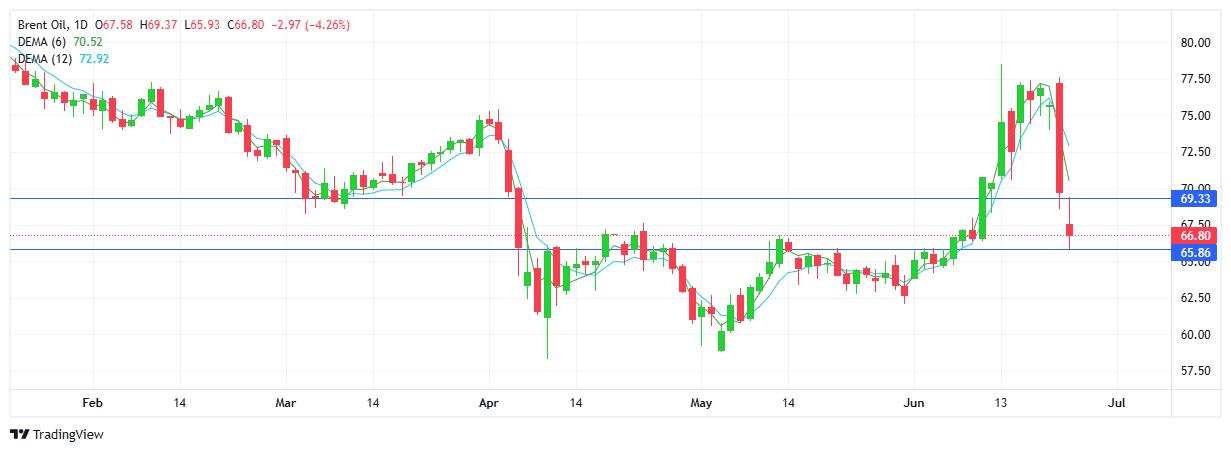 Brent Oil, 1D O67.58 H69.37 L65.93 C66.80 −2.97 (−4.26%)
DEMA (6) 70.52
DEMA (12) 72.92
80.00
77.50
75.00
72.50
70.00
69.33
67.50
66.80
65.86
65.00
62.50
60.00
57.50
Feb 14 Mar 14 Apr 14 May 14 Jun 13 Jul
TradingView